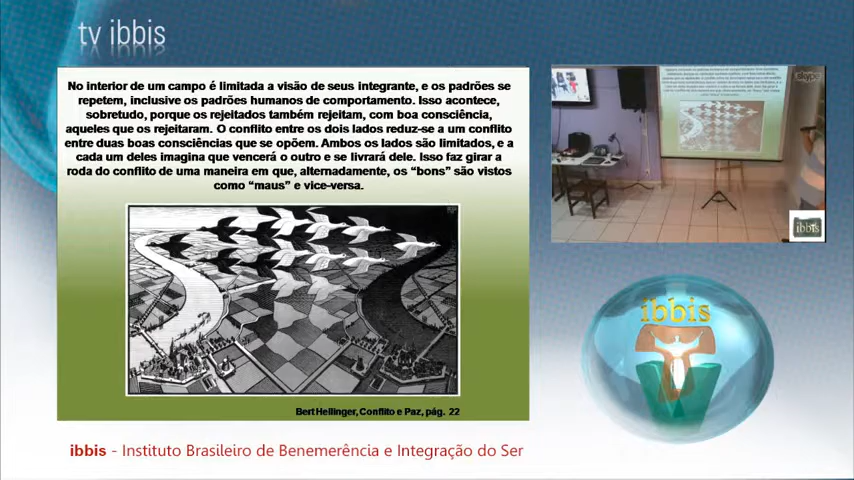 tv ibbis
No interior de um campo é limitada a visão de seus integrante, e os padrões se
repetem, inclusive os padrões humanos de comportamento. Isso acontece,
sobretudo, porque os rejeitados também rejeitam, com boa consciência,
aqueles que os rejeitaram. O conflito entre os dois lados reduz-se a um conflito
entre duas boas consciências que se opõem. Ambos os lados são limitados, e a
cada um deles imagina que vencerá o outro e se livrará dele. Isso faz girar a
roda do conflito de uma maneira em que, alternadamente, os “bons” são vistos
como “maus” e vice-versa.
Bert Hellinger, Conflito e Paz, pág. 22
skype
ibbis
ibbis
ibbis - Instituto Brasileiro de Benemerência e Integração do Ser